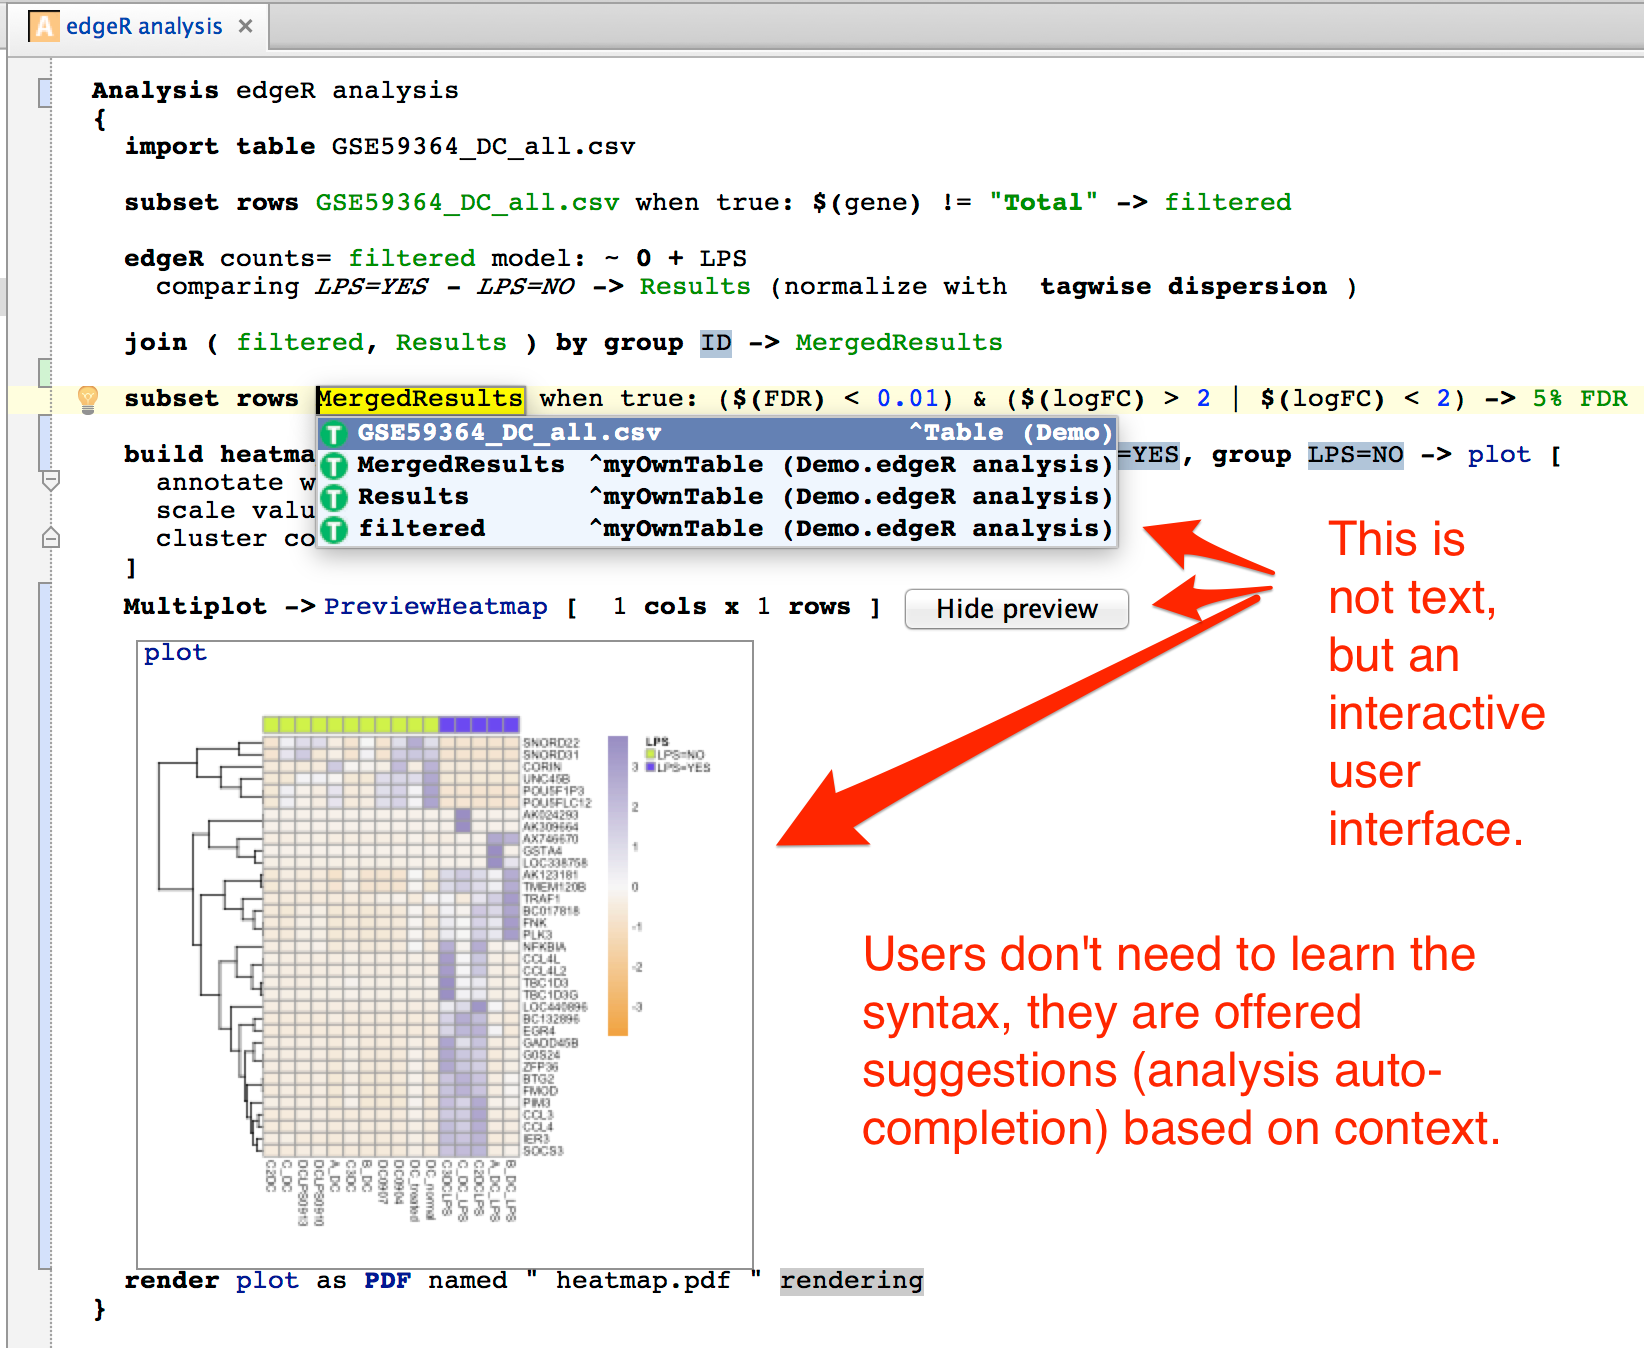 A edgeR analysis ×
Analysis edgeR analysis
{
import table GSE59364_DC_all.csv
subset rows GSE59364_DC_all.csv when true: $(gene) != "Total" -> filtered
edgeR counts= filtered model: ~ 0 + LPS
comparing LPS=YES - LPS=NO -> Results (normalize with tagwise dispersion )
join ( filtered, Results ) by group ID -> MergedResults
subset rows MergedResults when true: ($(FDR) < 0.01) & ($(logFC) > 2 | $(logFC) < 2) -> 5% FDR
T GSE59364_DC_all.csv ^Table (Demo)
build heatma =YES, group LPS=NO -> plot [
T MergedResults ^myOwnTable (Demo.edgeR analysis)
annotate w
T Results ^myOwnTable (Demo.edgeR analysis)
scale valu
T filtered ^myOwnTable (Demo.edgeR analysis)
cluster co
]
Multiplot -> PreviewHeatmap [ 1 cols x 1 rows ] Hide preview
This is
not text,
but an
interactive
user
interface.
plot
LPS
LPS=NO
LPS=YES
3
2
1
0
-1
-2
-3
SNORD22
SNORD31
CORIN
UNC45B
POU5F1P3
POU5FLC12
AK024293
AK309664
AX746670
GSTA4
LOC338758
AK123181
TMEM120B
TRAF1
BC017818
FNK
PLK3
NFKBIA
CCL4L
CCL4L2
TBC1D3
TBC1D3G
LOC440896
BC132896
EGR4
GADD45B
G0S24
ZFP36
BTG2
FMOD
PIM3
CCL3
CCL4
IER3
SOCS3
C2DC
C_DC
DCLPS0913
DCLPS0910
A_DC
C3DC
B_DC
DC0907
DC0904
DC_treated
DC_normal
C3DCLPS
C_DC_LPS
C2DCLPS
A_DC_LPS
B_DC_LPS
Users don't need to learn the
syntax, they are offered
suggestions (analysis auto-
completion) based on context.
render plot as PDF named " heatmap.pdf " rendering
}